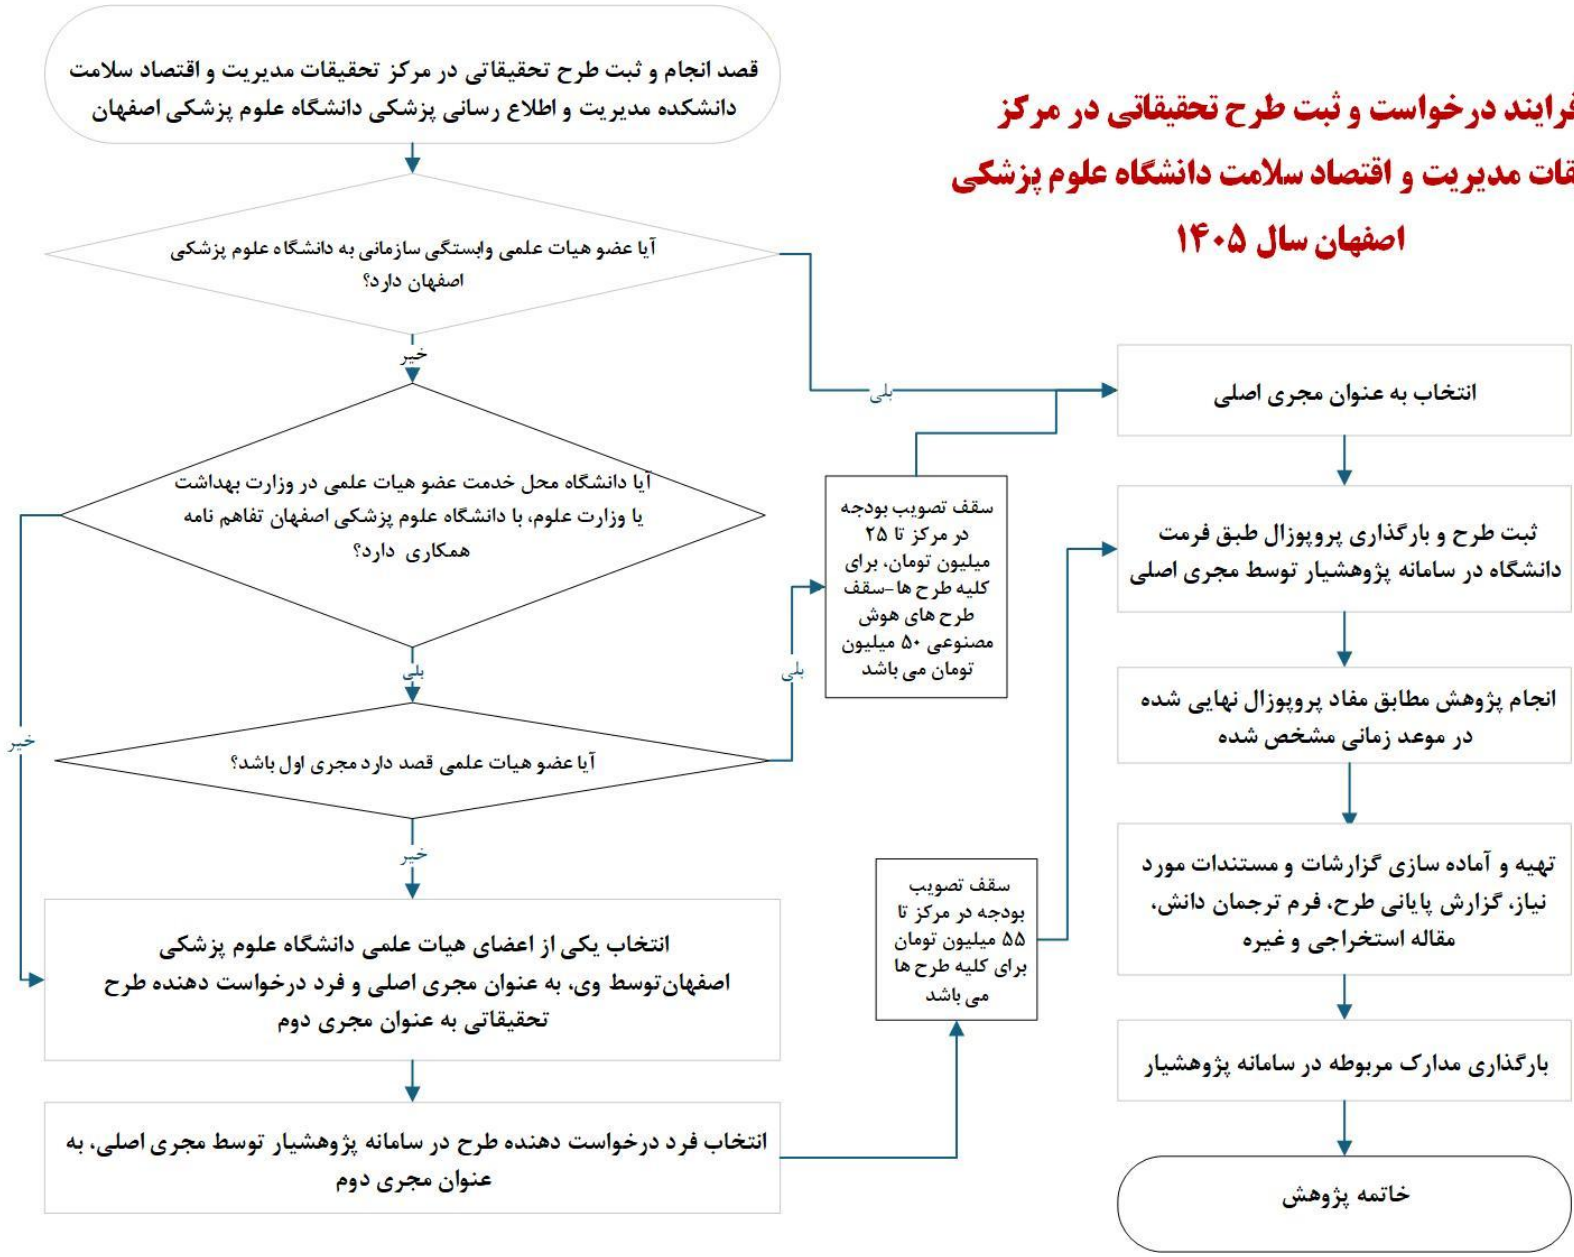 فرایند درخواست و ثبت طرح تحقیقاتی در مرکز
مدیریت و اقتصاد سلامت دانشگاه علوم پزشکی
اصفهان سال ۱۴۰۵
قصد انجام و ثبت طرح تحقیقاتی در مرکز تحقیقات مدیریت و اقتصاد سلامت
دانشکده مدیریت و اطلاع رسانی پزشکی دانشگاه علوم پزشکی اصفهان
آیا عضو هیات علمی وابستگی سازمانی به دانشگاه علوم پزشکی
اصفهان دارد؟
خیر
بلی
آیا دانشگاه محل خدمت عضو هیات علمی در وزارت بهداشت
یا وزارت علوم، با دانشگاه علوم پزشکی اصفهان تفاهم نامه
همکاری دارد؟
بلی
خیر
آیا عضو هیات علمی قصد دارد مجری اول باشد؟
بلی
خیر
سقف تصویب بودجه
در مرکز تا ۲۵
میلیون تومان، برای
کلیه طرح ها-سقف
طرح های هوش
مصنوعی ۵۰ میلیون
تومان می باشد
انتخاب یکی از اعضای هیات علمی دانشگاه علوم پزشکی
اصفهان توسط وی، به عنوان مجری اصلی و فرد درخواست دهنده طرح
تحقیقاتی به عنوان مجری دوم
انتخاب فرد درخواست دهنده طرح در سامانه پژوهشیار توسط مجری اصلی، به
عنوان مجری دوم
سقف تصویب
بودجه در مرکز تا
۵۵ میلیون تومان
برای کلیه طرح ها
می باشد
انتخاب به عنوان مجری اصلی
ثبت طرح و بارگذاری پروپوزال طبق فرمت
دانشگاه در سامانه پژوهشیار توسط مجری اصلی
انجام پژوهش مطابق مفاد پروپوزال نهایی شده
در موعد زمانی مشخص شده
تهیه و آماده سازی گزارشات و مستندات مورد
نیاز، گزارش پایانی طرح، فرم ترجمان دانش،
مقاله استخراجی و غیره
بارگذاری مدارک مربوطه در سامانه پژوهشیار
خاتمه پژوهش